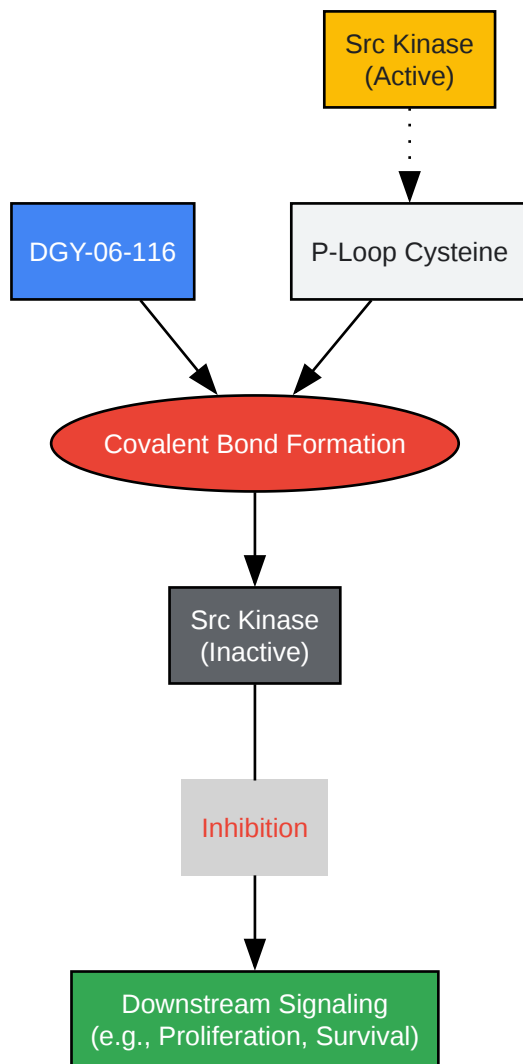 Src Kinase
(Active)
DGY-06-116
P-Loop Cysteine
Covalent Bond Formation
Src Kinase
(Inactive)
Inhibition
Downstream Signaling
(e.g., Proliferation, Survival)